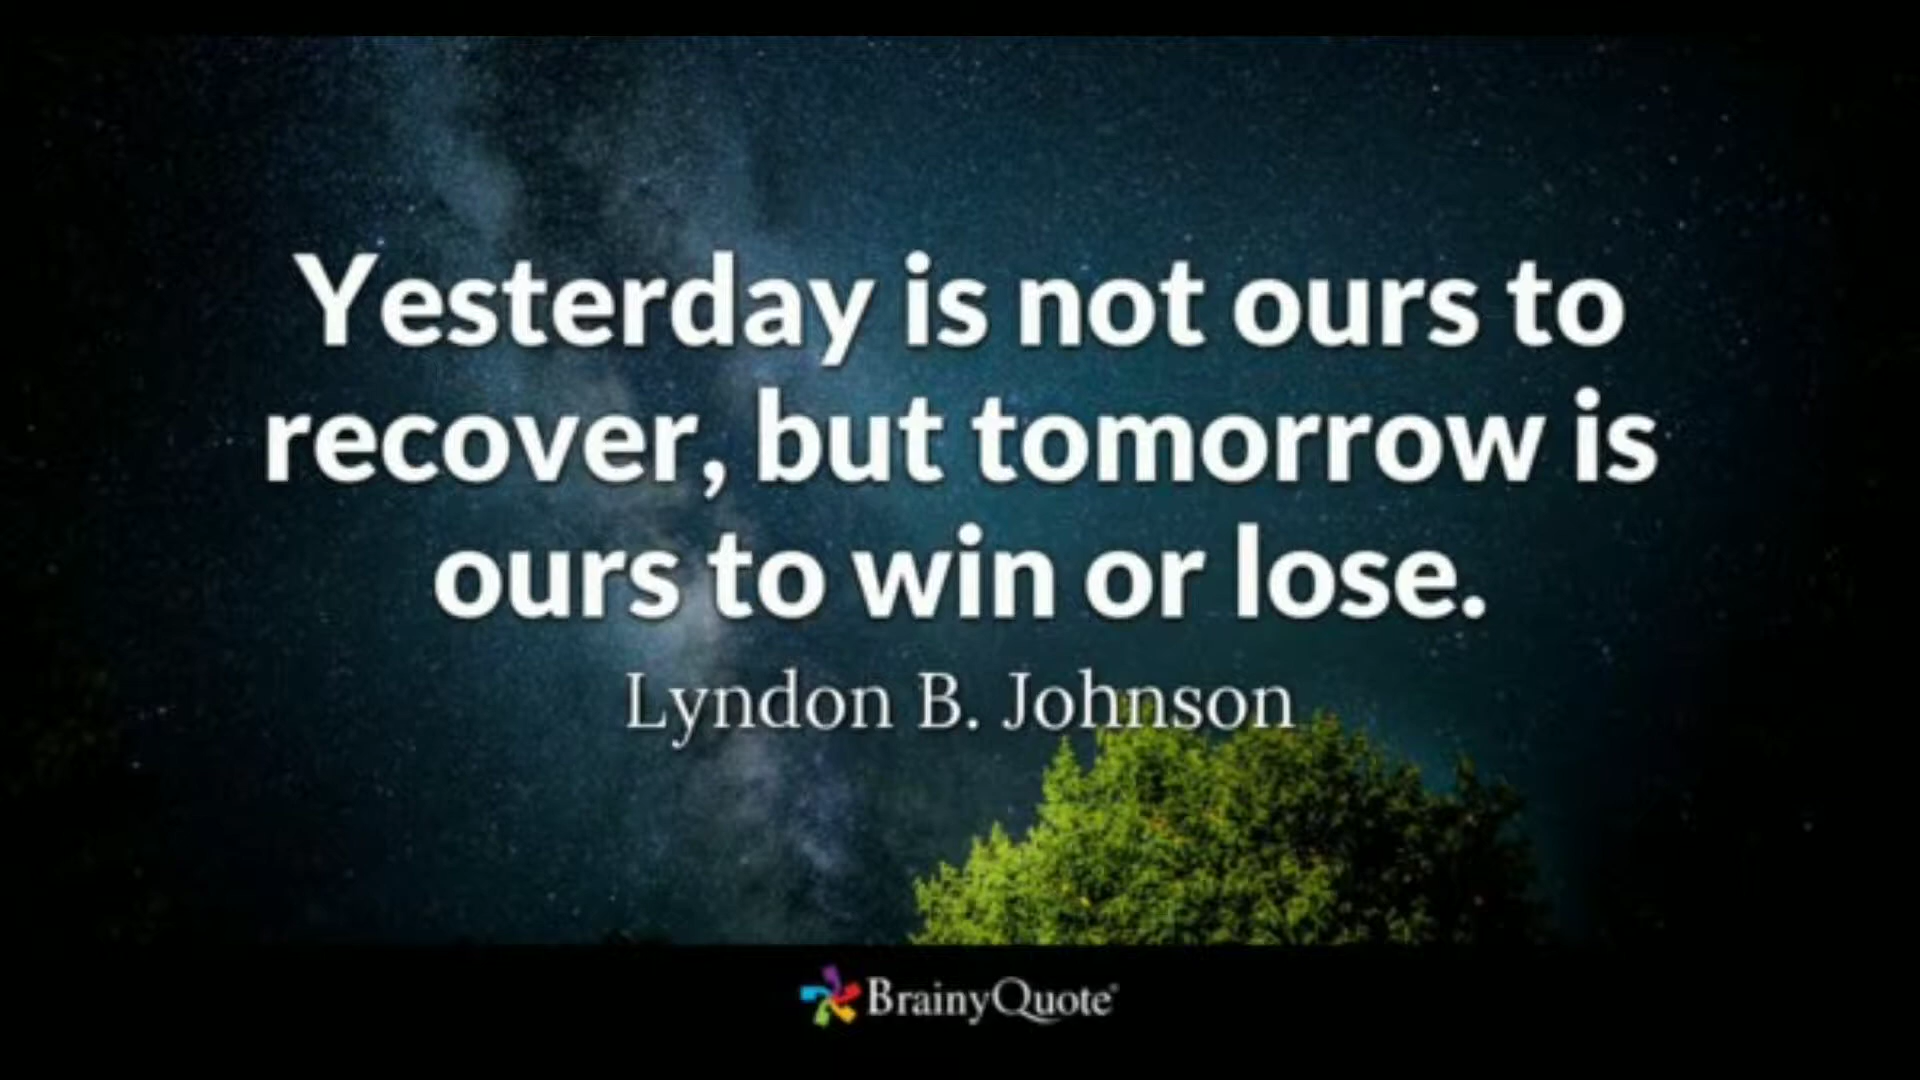 Yesterday is not ours to
recover, but tomorrow is
ours to win or lose.
Lyndon B. Johnson
BrainyQuote®